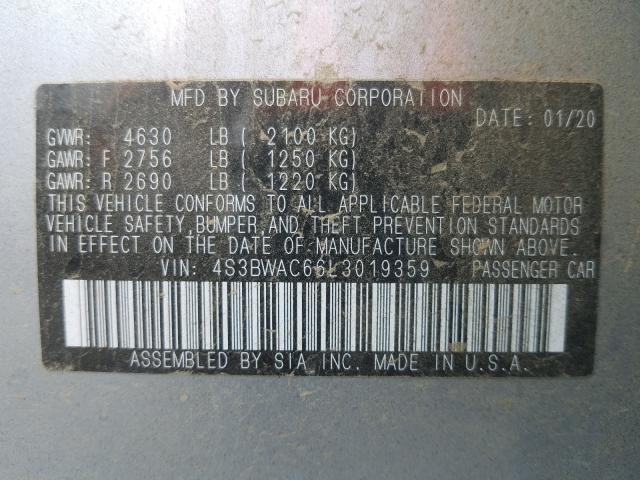 MFD BY SUBARU CORPORATION
DATE: 01/20
GVWR: 4630 LB ( 2100 KG)
GAWR: F 2756 LB ( 1250 KG)
GAWR: R 2690 LB ( 1220 KG)
THIS VEHICLE CONFORMS TO ALL APPLICABLE FEDERAL MOTOR
VEHICLE SAFETY, BUMPER, AND THEFT PREVENTION STANDARDS
IN EFFECT ON THE DATE OF MANUFACTURE SHOWN ABOVE.
VIN: 4S3BWAC66L3019359 PASSENGER CAR
ASSEMBLED BY SIA INC. MADE IN U.S.A.